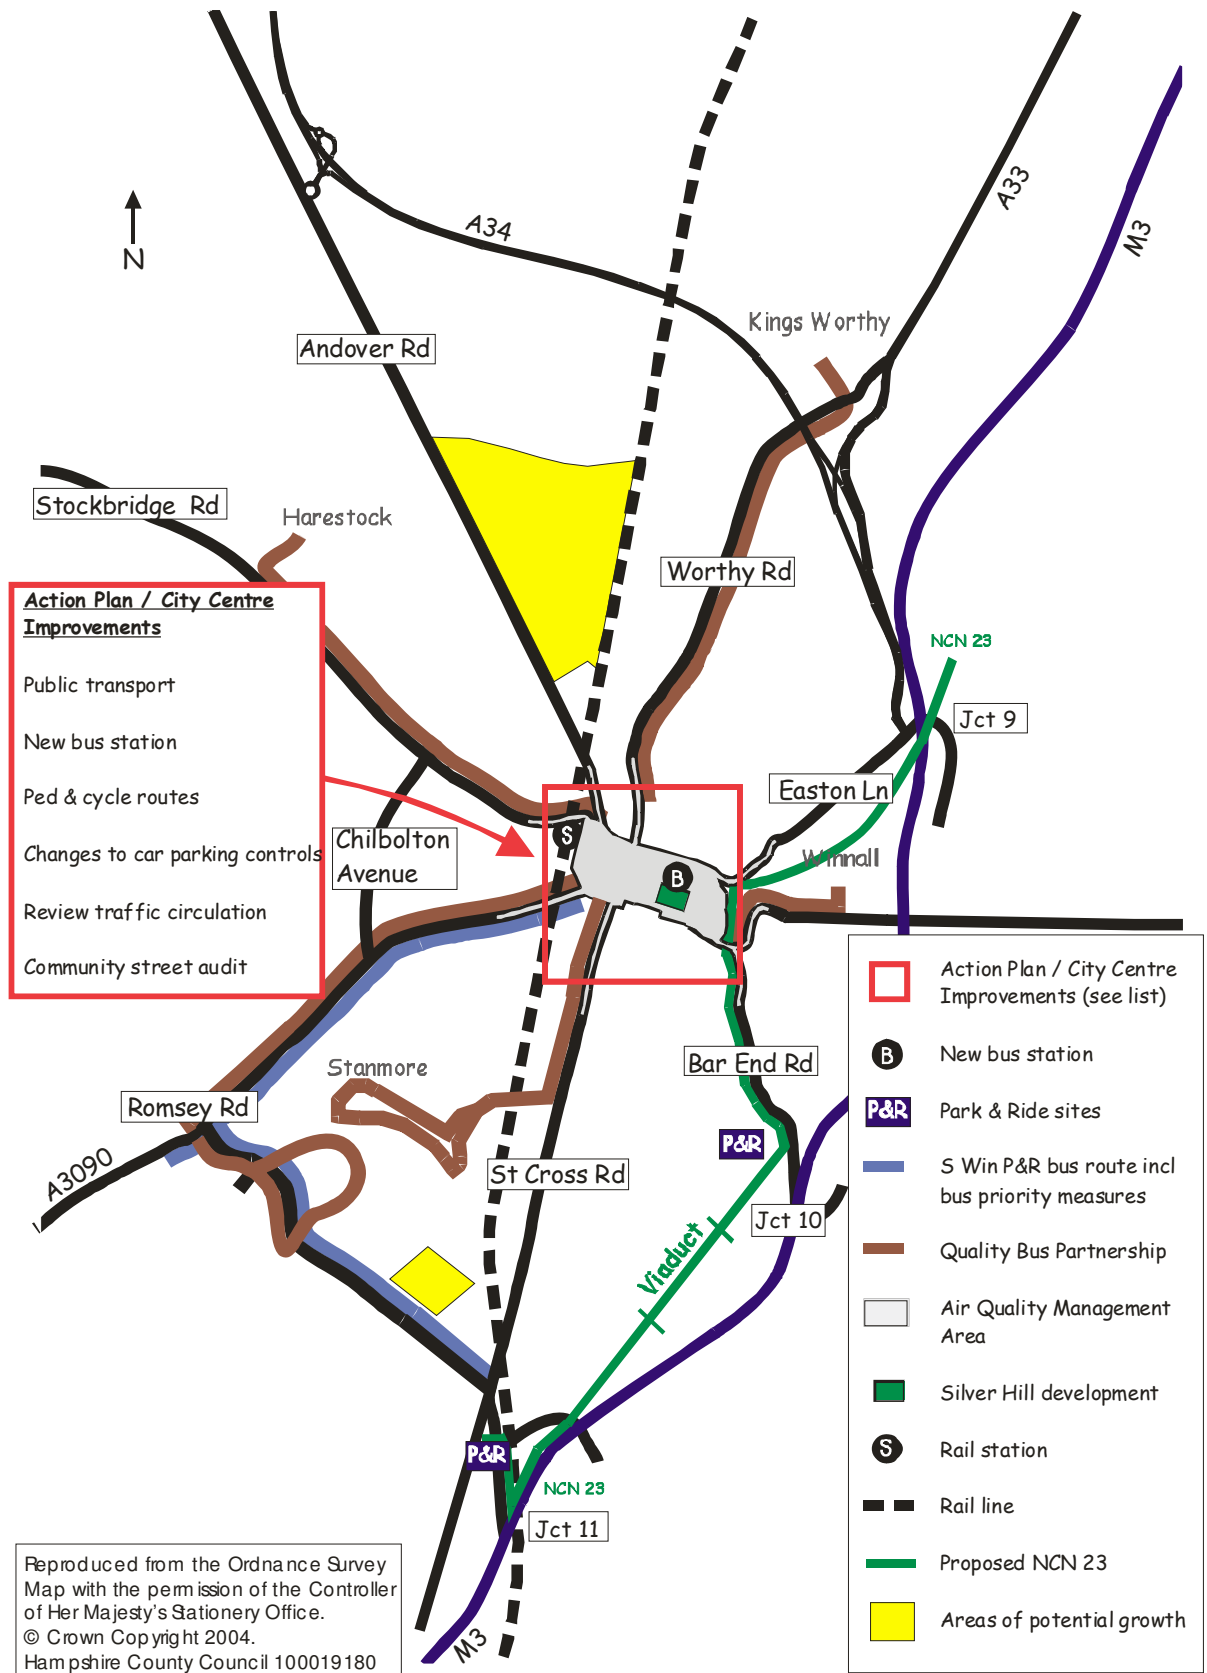 A34
A33
M3
N
Kings Worthy
Andover Rd
Stockbridge Rd
Harestock
Worthy Rd
Action Plan / City Centre
Improvements
Public transport
New bus station
Ped & cycle routes
Changes to car parking controls
Review traffic circulation
Community street audit
NCN 23
Jct 9
Easton Ln
Winnall
S
Chilbolton
Avenue
B
Stanmore
Bar End Rd
Romsey Rd
P&R
A3090
St Cross Rd
Jct 10
Viaduct
P&R
NCN 23
Jct 11
M3
Action Plan / City Centre
Improvements (see list)
B
New bus station
P&R
Park & Ride sites
S Win P&R bus route incl
bus priority measures
Quality Bus Partnership
Air Quality Management
Area
Silver Hill development
S
Rail station
Rail line
Proposed NCN 23
Areas of potential growth
Reproduced from the Ordnance Survey
Map with the permission of the Controller
of Her Majesty's Stationery Office.
© Crown Copyright 2004.
Hampshire County Council 100019180